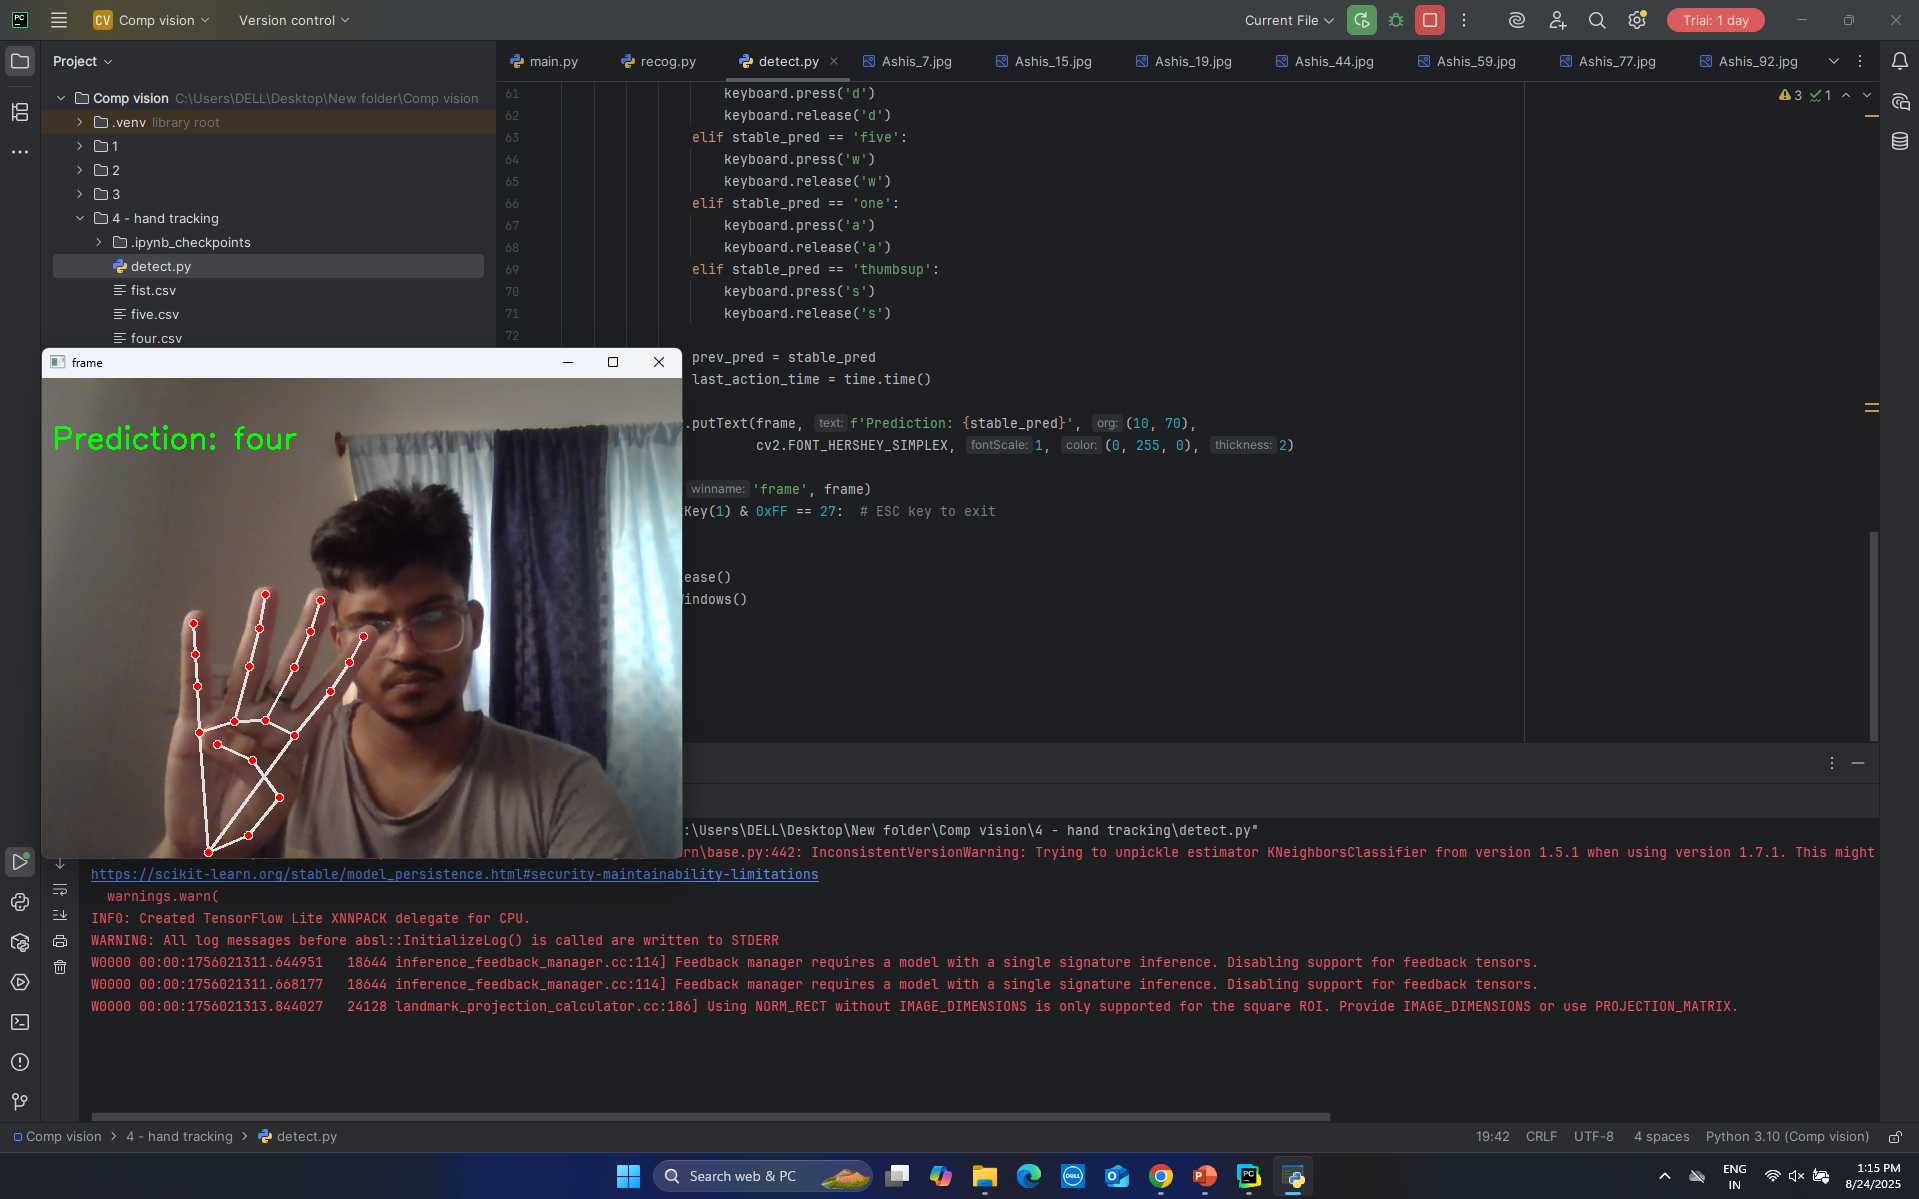 PC
CV Comp vision
Version control
Current File
Trial: 1 day
Project
main.py
recog.py
detect.py
Ashis_7.jpg
Ashis_15.jpg
Ashis_19.jpg
Ashis_44.jpg
Ashis_59.jpg
Ashis_77.jpg
Ashis_92.jpg
Comp vision C:\Users\DELL\Desktop\New folder\Comp vision
.venv library root
1
2
3
4 - hand tracking
.ipynb_checkpoints
detect.py
fist.csv
five.csv
four.csv
3 1
61 keyboard.press('d')
62 keyboard.release('d')
63 elif stable_pred == 'five':
64 keyboard.press('w')
65 keyboard.release('w')
66 elif stable_pred == 'one':
67 keyboard.press('a')
68 keyboard.release('a')
69 elif stable_pred == 'thumbsup':
70 keyboard.press('s')
71 keyboard.release('s')
72
prev_pred = stable_pred
last_action_time = time.time()
.putText(frame, text: f'Prediction: {stable_pred}', org: (10, 70),
cv2.FONT_HERSHEY_SIMPLEX, fontScale: 1, color: (0, 255, 0), thickness: 2)
winname: 'frame', frame)
Key(1) & 0xFF == 27: # ESC key to exit
ease()
indows()
frame
Prediction: four
:\Users\DELL\Desktop\New folder\Comp vision\4 - hand tracking\detect.py"
rn\base.py:442: InconsistentVersionWarning: Trying to unpickle estimator KNeighborsClassifier from version 1.5.1 when using version 1.7.1. This might
https://scikit-learn.org/stable/model_persistence.html#security-maintainability-limitations
warnings.warn(
INFO: Created TensorFlow Lite XNNPACK delegate for CPU.
WARNING: All log messages before absl::InitializeLog() is called are written to STDERR
W0000 00:00:1756021311.644951 18644 inference_feedback_manager.cc:114] Feedback manager requires a model with a single signature inference. Disabling support for feedback tensors.
W0000 00:00:1756021311.668177 18644 inference_feedback_manager.cc:114] Feedback manager requires a model with a single signature inference. Disabling support for feedback tensors.
W0000 00:00:1756021313.844027 24128 landmark_projection_calculator.cc:186] Using NORM_RECT without IMAGE_DIMENSIONS is only supported for the square ROI. Provide IMAGE_DIMENSIONS or use PROJECTION_MATRIX.
Comp vision > 4 - hand tracking > detect.py
19:42 CRLF UTF-8 4 spaces Python 3.10 (Comp vision)
Search web & PC
ENG
IN
1:15 PM
8/24/2025